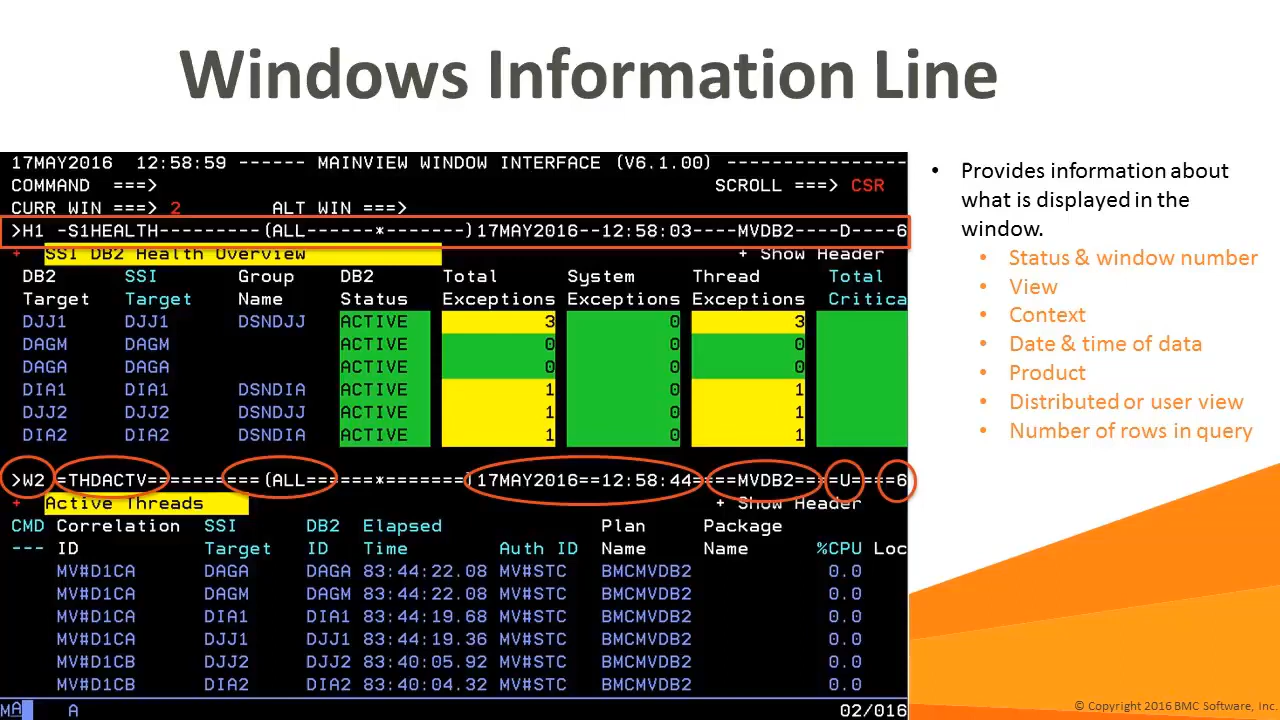 Windows Information Line
17MAY2016  12:58:59 ------ MAINVIEW WINDOW INTERFACE (V6.1.00) ----------------
COMMAND  ===>                                                 SCROLL ===> CSR
CURR WIN ===> 2        ALT WIN ===>
>H1 -S1HEALTH---------(ALL------*-------)17MAY2016--12:58:03----MVDB2----D----6
+  SSI DB2 Health Overview                                      + Show Header
DB2      SSI       Group    DB2      Total      System     Thread     Total
Target   Target    Name     Status   Exceptions Exceptions Exceptions Critica
DJJ1     DJJ1      DSNDJJ   ACTIVE            3          0          3
DAGM     DAGM               ACTIVE            0          0          0
DAGA     DAGA               ACTIVE            0          0          0
DIA1     DIA1      DSNDIA   ACTIVE            1          0          1
DJJ2     DJJ2      DSNDJJ   ACTIVE            1          0          1
DIA2     DIA2      DSNDIA   ACTIVE            1          0          1
>W2 =THDACTV==========(ALL======*=======)17MAY2016==12:58:44====MVDB2====U====6
+  Active Threads                                             + Show Header
CMD Correlation  SSI      DB2  Elapsed              Plan     Package
--- ID           Target   ID   Time        Auth ID  Name     Name      %CPU Loc
MV#D1CA      DAGA     DAGA 83:44:22.08 MV#STC   BMCMVDB2            0.0
MV#D1CA      DAGM     DAGM 83:44:22.08 MV#STC   BMCMVDB2            0.0
MV#D1CA      DIA1     DIA1 83:44:19.68 MV#STC   BMCMVDB2            0.0
MV#D1CA      DJJ1     DJJ1 83:44:19.36 MV#STC   BMCMVDB2            0.0
MV#D1CB      DJJ2     DJJ2 83:40:05.92 MV#STC   BMCMVDB2            0.0
MV#D1CB      DIA2     DIA2 83:40:04.32 MV#STC   BMCMVDB2            0.0
MA    A                                                                  02/016
• Provides information about
what is displayed in the
window.
• Status & window number
• View
• Context
• Date & time of data
• Product
• Distributed or user view
• Number of rows in query
© Copyright 2016 BMC Software, Inc.